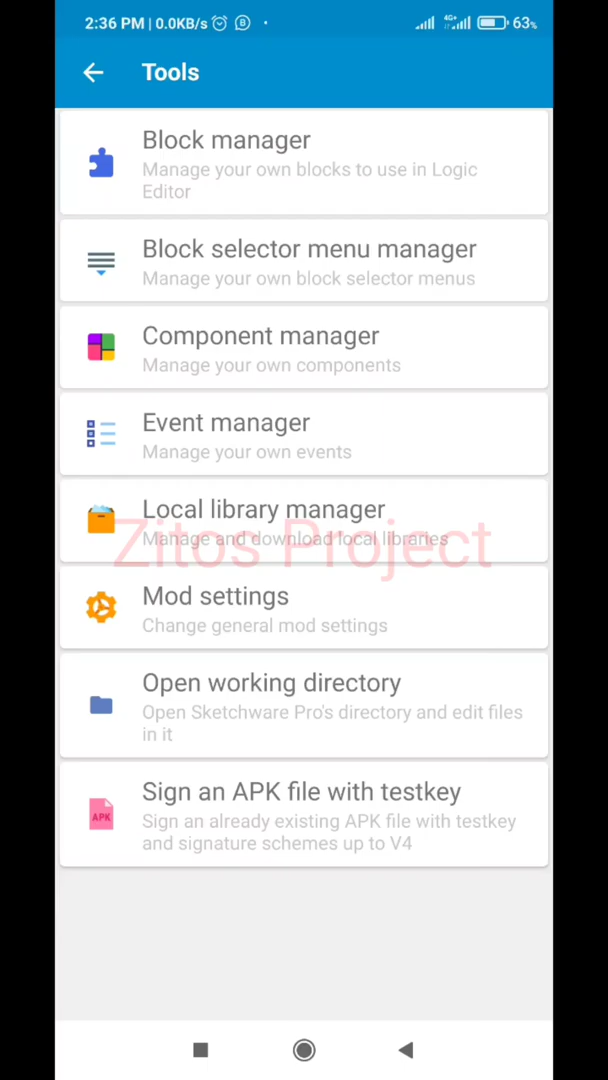 2:36 PM | 0.0KB/s
4G+
63%
Tools
Block manager
Manage your own blocks to use in Logic
Editor
Block selector menu manager
Manage your own block selector menus
Component manager
Manage your own components
Event manager
Manage your own events
Local library manager
Manage and download local libraries
Zitos Project
Mod settings
Change general mod settings
Open working directory
Open Sketchware Pro's directory and edit files
in it
Sign an APK file with testkey
APK
Sign an already existing APK file with testkey
and signature schemes up to V4